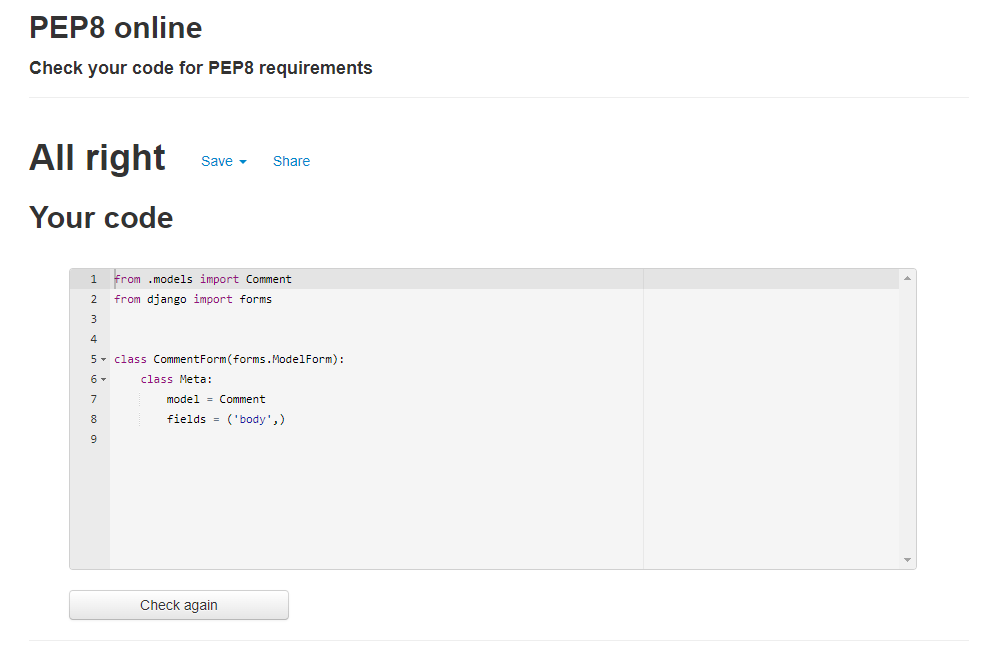 PEP8 online
Check your code for PEP8 requirements
All right Save Share
Your code
1 from .models import Comment
2 from django import forms
3
4
5 class CommentForm(forms.ModelForm):
6     class Meta:
7         model = Comment
8         fields = ('body',)
9
Check again